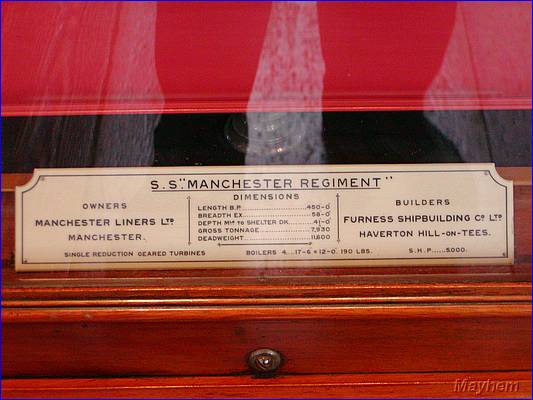 S.S. "MANCHESTER REGIMENT"
OWNERS
MANCHESTER LINERS LTD
MANCHESTER.
DIMENSIONS
LENGTH B.P. 450-0"
BREADTH EX. 58-0"
DEPTH MLD TO SHELTER DK. 41-0"
GROSS TONNAGE 7,930
DEADWEIGHT 11,600
BUILDERS
FURNESS SHIPBUILDING CO LTD
HAVERTON HILL-ON-TEES.
SINGLE REDUCTION GEARED TURBINES BOILERS 4...17-6 × 12-0. 190 LBS. S.H.P.....5000.
Mayhem